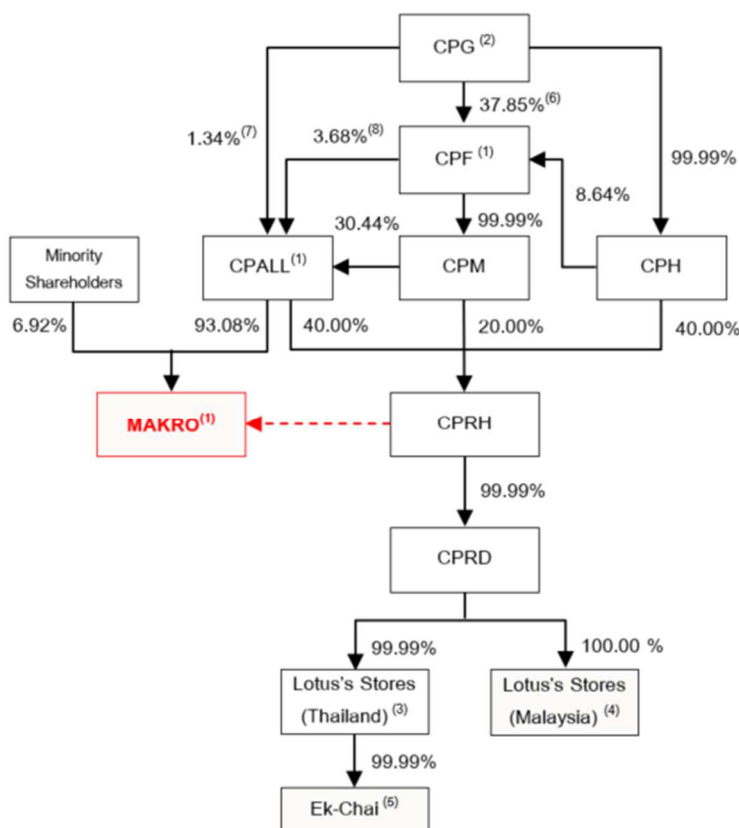 CPG (2)
37.85%(6)
1.34%(7)
3.68%(8)
CPF (1)
99.99%
8.64%
30.44%
99.99%
Minority
Shareholders
CPALL(1)
CPM
CPH
6.92%
93.08%
40.00%
20.00%
40.00%
MAKRO(1)
CPRH
99.99%
CPRD
99.99%
100.00 %
Lotus's Stores
(Thailand) (3)
Lotus's Stores
(Malaysia) (4)
99.99%
Ek-Chai (5)